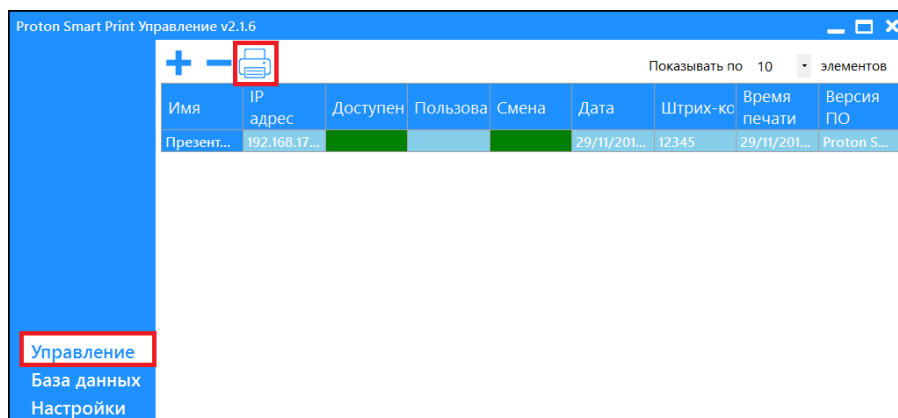 Proton Smart Print Управление v2.1.6
Показывать по 10 элементов
Имя IP адрес Доступен Пользова Смена Дата Штрих-ко Время печати Версия ПО
Презент... 192.168.17... 29/11/201... 12345 29/11/201... Proton S...
Управление
База данных
Настройки